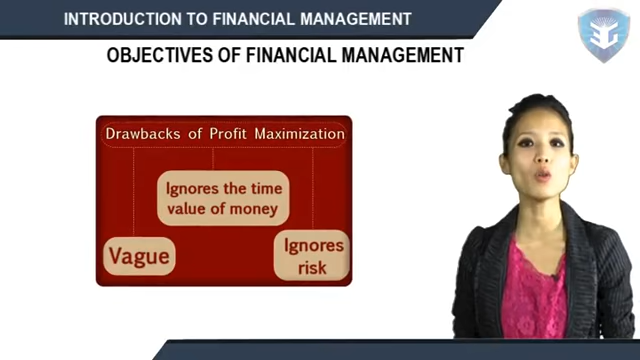 INTRODUCTION TO FINANCIAL MANAGEMENT
OBJECTIVES OF FINANCIAL MANAGEMENT
Drawbacks of Profit Maximization
Ignores the time
value of money
Vague
Ignores
risk